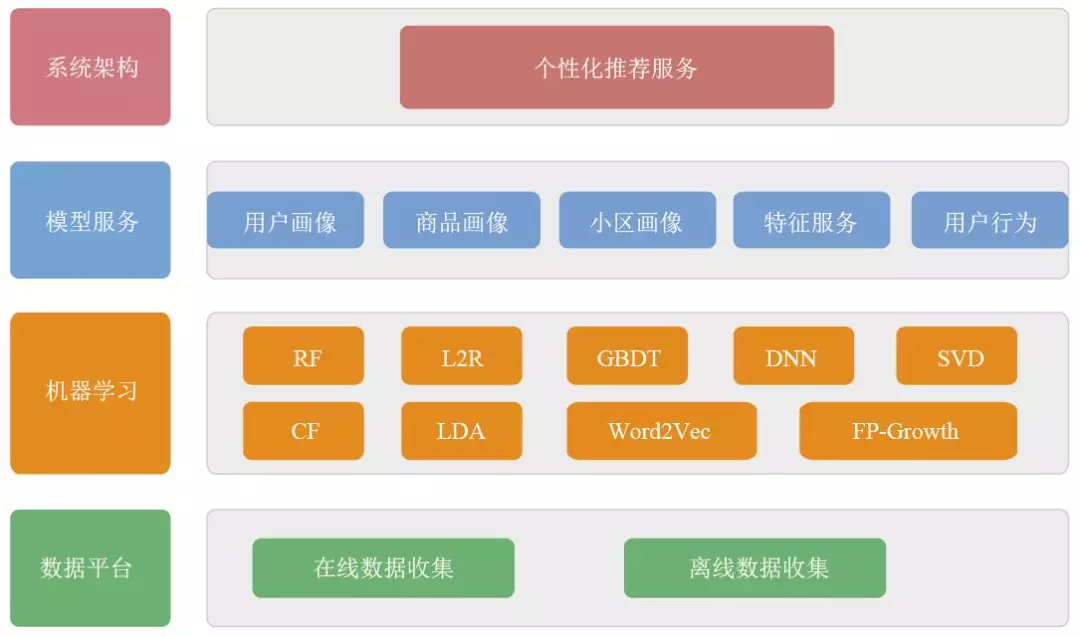 系统架构
个性化推荐服务
模型服务
用户画像
商品画像
小区画像
特征服务
用户行为
机器学习
RF
L2R
GBDT
DNN
SVD
CF
LDA
Word2Vec
FP-Growth
数据平台
在线数据收集
离线数据收集